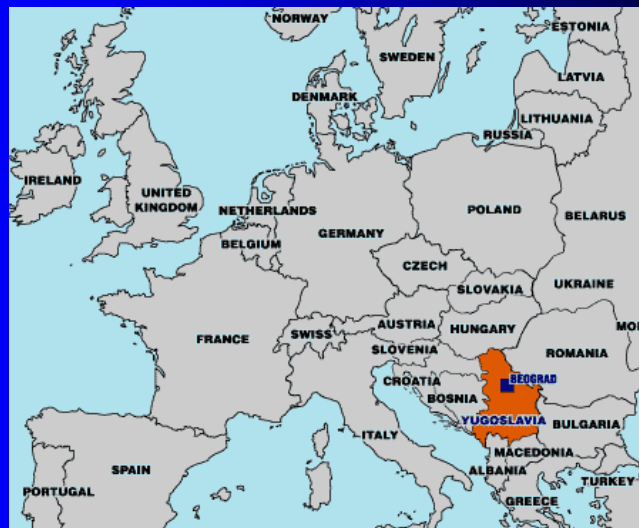 NORWAY
ESTONIA
SWEDEN
LATVIA
DENMARK
LITHUANIA
RUSSIA
IRELAND
UNITED
KINGDOM
NETHERLANDS
POLAND
BELARUS
GERMANY
BELGIUM
CZECH
SLOVAKIA
UKRAINE
AUSTRIA
HUNGARY
MO
FRANCE
SWISS
SLOVENIA
ROMANIA
CROATIA
BEOGRAD
BOSNIA
YUGOSLAVIA
BULGARIA
ITALY
MACEDONIA
SPAIN
ALBANIA
TURKEY
PORTUGAL
GREECE